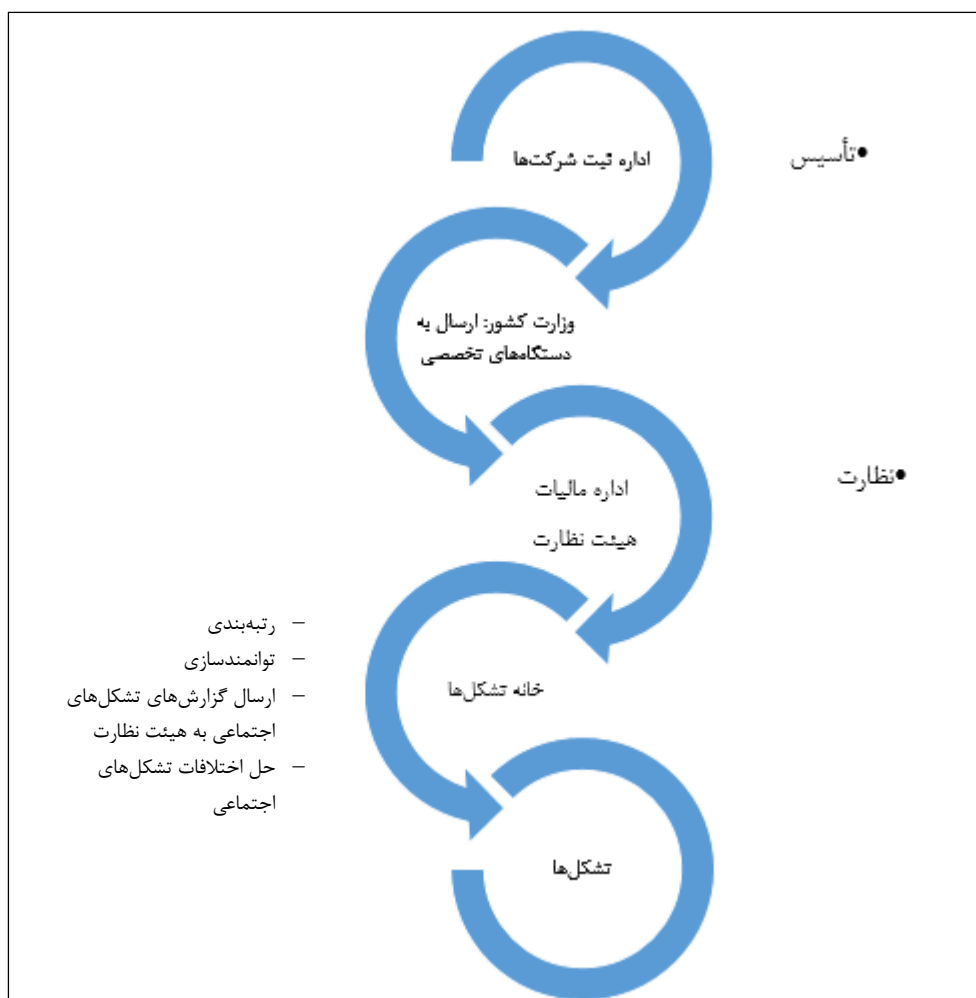 •تأسیس
اداره ثبت شرکت‌ها
وزارت کشور: ارسال به
دستگاه‌های تخصصی
•نظارت
اداره مالیات
هیئت نظارت
خانه تشکل‌ها
– رتبه‌بندی
– توانمندسازی
– ارسال گزارش‌های تشکل‌های
اجتماعی به هیئت نظارت
– حل اختلافات تشکل‌های
اجتماعی
تشکل‌ها